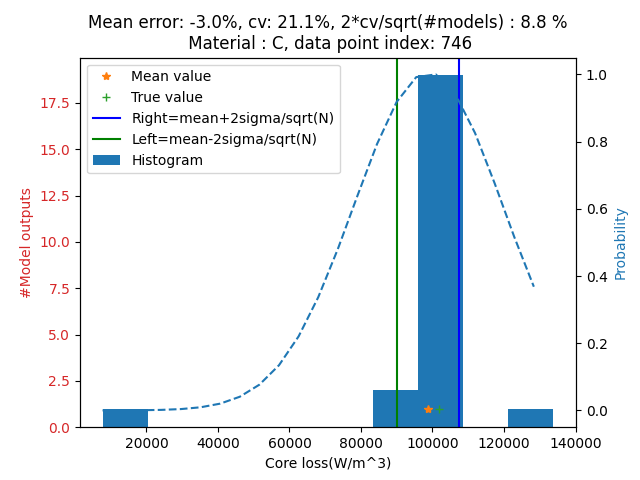 Mean error: -3.0%, cv: 21.1%, 2*cv/sqrt(#models) : 8.8 %
Material : C, data point index: 746
Mean value
True value
Right=mean+2sigma/sqrt(N)
Left=mean-2sigma/sqrt(N)
Histogram
#Model outputs
17.5
15.0
12.5
10.0
7.5
5.0
2.5
0.0
1.0
0.8
0.6
0.4
0.2
0.0
Probability
20000 40000 60000 80000 100000 120000 140000
Core loss(W/m^3)